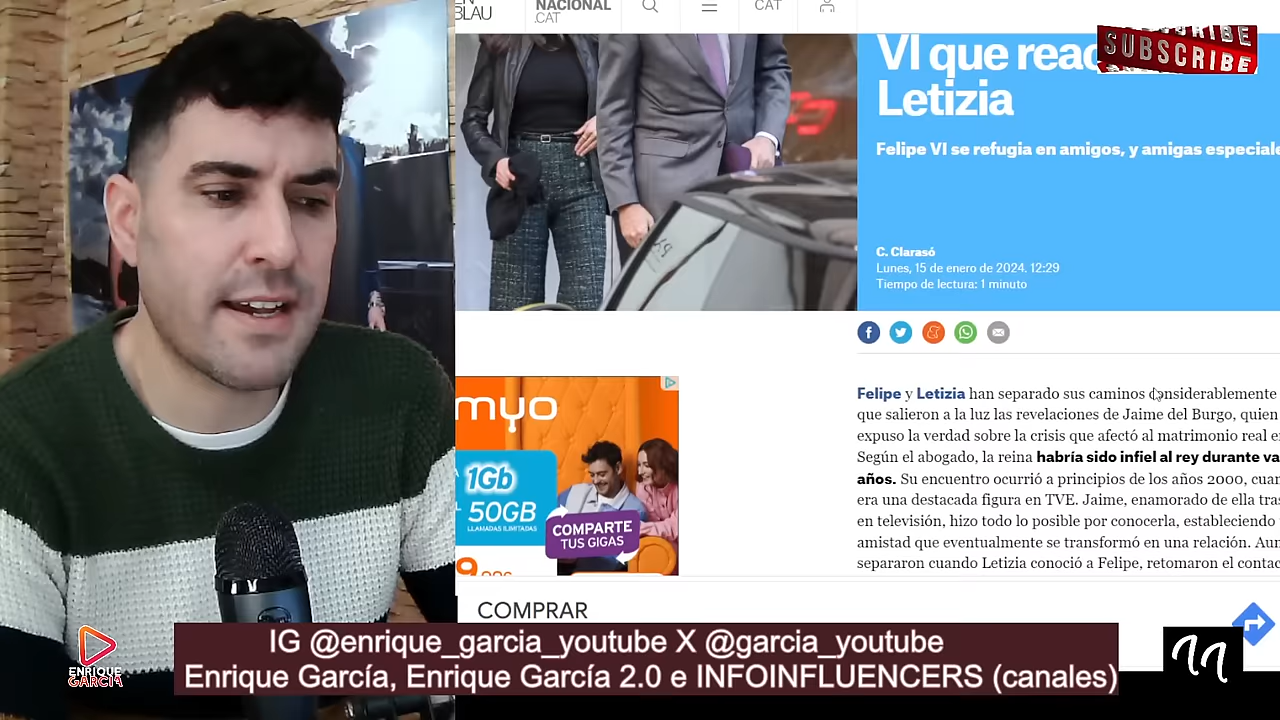 EN
BLAU
NACIONAL
.CAT
CAT
VI que reac
Letizia
SUBSCRIBE
SUBSCRIBE
Felipe VI se refugia en amigos, y amigas especiale
C. Clarasó
Lunes, 15 de enero de 2024. 12:29
Tiempo de lectura: 1 minuto
Felipe y Letizia han separado sus caminos considerablemente
que salieron a la luz las revelaciones de Jaime del Burgo, quien
expuso la verdad sobre la crisis que afectó al matrimonio real e
Según el abogado, la reina habría sido infiel al rey durante va
años. Su encuentro ocurrió a principios de los años 2000, cuan
era una destacada figura en TVE. Jaime, enamorado de ella tra
en televisión, hizo todo lo posible por conocerla, estableciendo
amistad que eventualmente se transformó en una relación. Aun
separaron cuando Letizia conoció a Felipe, retomaron el contac
myo
1Gb
50GB
LLAMADAS ILIMITADAS
COMPARTE
TUS GIGAS
9
COMPRAR
IG @enrique_garcia_youtube X @garcia_youtube
Enrique García, Enrique García 2.0 e INFOINFLUENCERS (canales)
ENRIQUE
GARCÍA